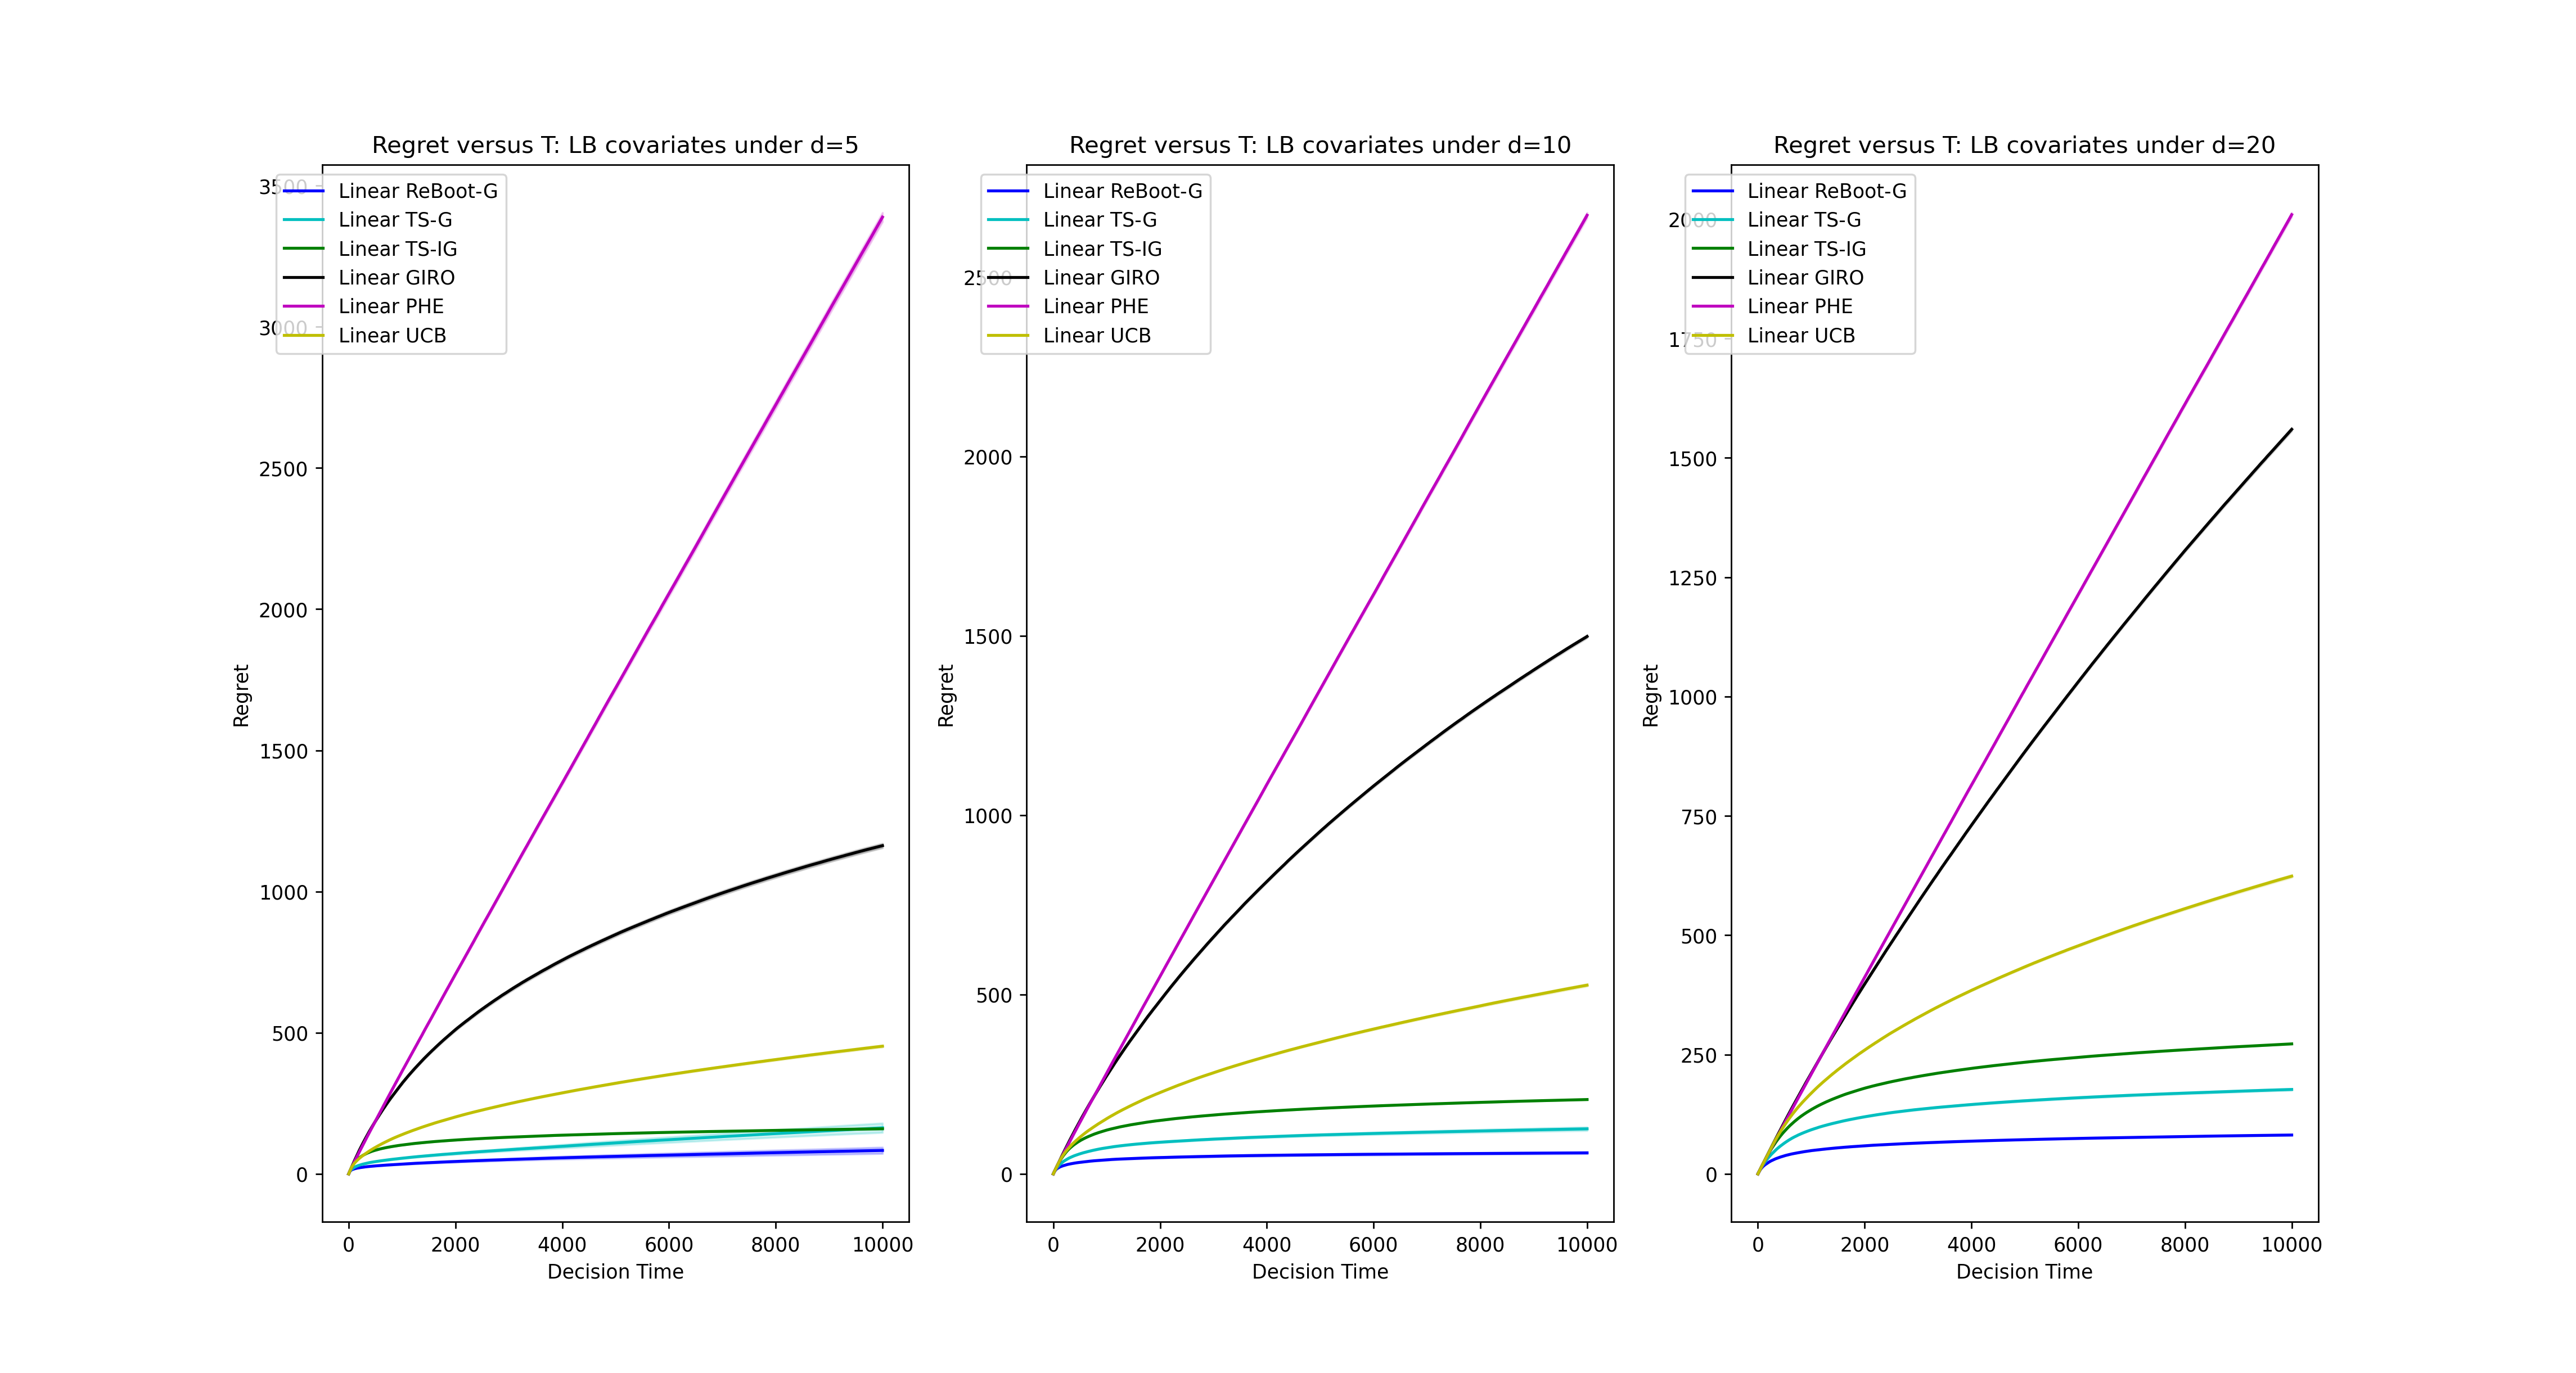 Regret versus T: LB covariates under d=5
3500
3000
2500
2000
1500
1000
500
0
Linear ReBoot-G
Linear TS-G
Linear TS-IG
Linear GIRO
Linear PHE
Linear UCB
Regret
0 2000 4000 6000 8000 10000
Decision Time
Regret versus T: LB covariates under d=10
2500
2000
1500
1000
500
0
Linear ReBoot-G
Linear TS-G
Linear TS-IG
Linear GIRO
Linear PHE
Linear UCB
Regret
0 2000 4000 6000 8000 10000
Decision Time
Regret versus T: LB covariates under d=20
2000
1750
1500
1250
1000
750
500
250
0
Linear ReBoot-G
Linear TS-G
Linear TS-IG
Linear GIRO
Linear PHE
Linear UCB
Regret
0 2000 4000 6000 8000 10000
Decision Time